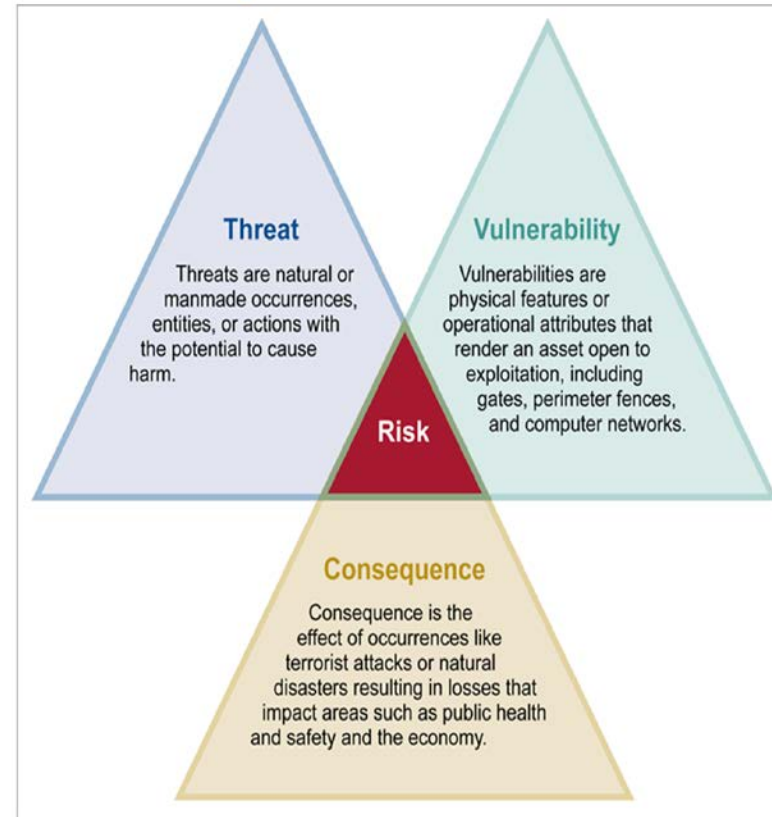 Threat
Threats are natural or
manmade occurrences,
entities, or actions with
the potential to cause
harm.
Vulnerability
Vulnerabilities are
physical features or
operational attributes that
render an asset open to
exploitation, including
gates, perimeter fences,
and computer networks.
Risk
Consequence
Consequence is the
effect of occurrences like
terrorist attacks or natural
disasters resulting in losses that
impact areas such as public health
and safety and the economy.